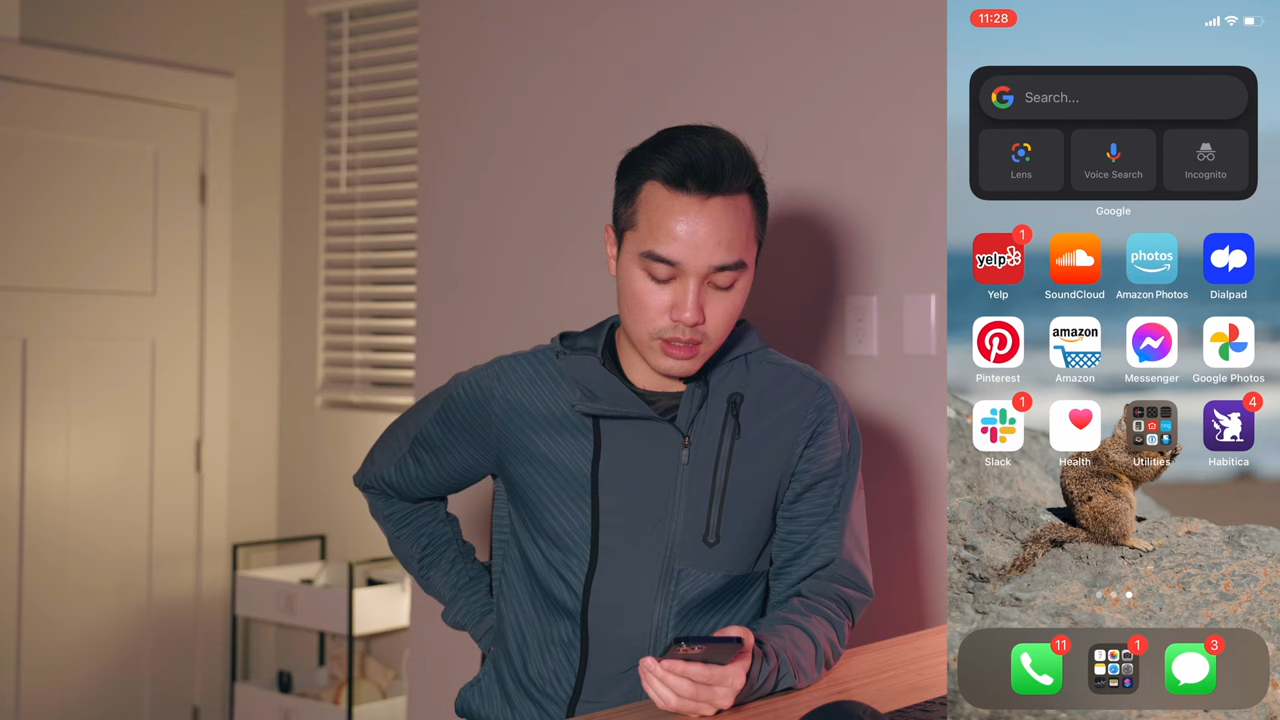 11:28
Search...
Lens
Voice Search
Incognito
Google
1
yelp
photos
Yelp
SoundCloud
Amazon Photos
Dialpad
amazon
Pinterest
Amazon
Messenger
Google Photos
1
4
Slack
Health
Utilities
Habitica
11
1
3